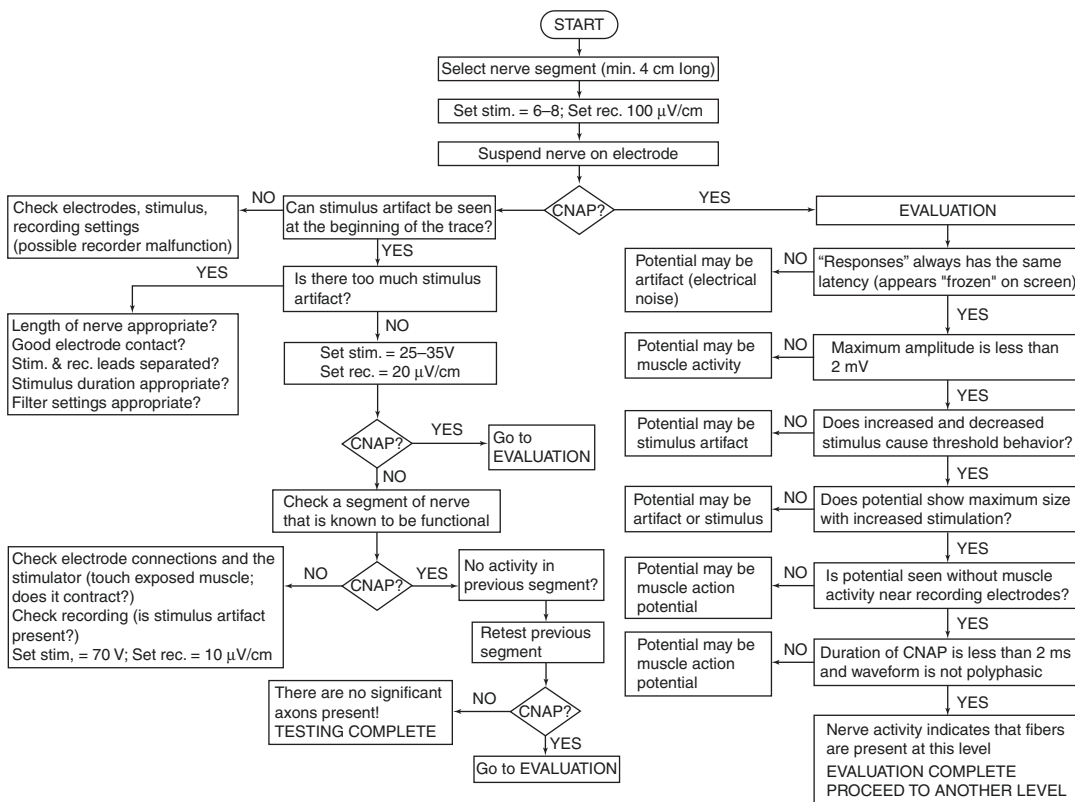 START
Select nerve segment (min. 4 cm long)
Set stim. = 6–8; Set rec. 100 μV/cm
Suspend nerve on electrode
CNAP?
NO
YES
Check electrodes, stimulus,
recording settings
(possible recorder malfunction)
Can stimulus artifact be seen
at the beginning of the trace?
YES
YES
Is there too much stimulus
artifact?
Length of nerve appropriate?
Good electrode contact?
Stim. & rec. leads separated?
Stimulus duration appropriate?
Filter settings appropriate?
NO
Set stim. = 25–35V
Set rec. = 20 μV/cm
CNAP?
YES
Go to
EVALUATION
NO
Check a segment of nerve
that is known to be functional
Check electrode connections and the
stimulator (touch exposed muscle;
does it contract?)
Check recording (is stimulus artifact
present?)
Set stim, = 70 V; Set rec. = 10 μV/cm
NO
CNAP?
YES
No activity in
previous segment?
Retest previous
segment
There are no significant
axons present!
TESTING COMPLETE
NO
CNAP?
YES
Go to EVALUATION
EVALUATION
Potential may be
artifact (electrical
noise)
NO
“Responses” always has the same
latency (appears "frozen" on screen)
YES
Potential may be
muscle activity
NO
Maximum amplitude is less than
2 mV
YES
Potential may be
stimulus artifact
NO
Does increased and decreased
stimulus cause threshold behavior?
YES
Potential may be
artifact or stimulus
NO
Does potential show maximum size
with increased stimulation?
YES
Potential may be
muscle action
potential
NO
Is potential seen without muscle
activity near recording electrodes?
YES
Potential may be
muscle action
potential
NO
Duration of CNAP is less than 2 ms
and waveform is not polyphasic
YES
Nerve activity indicates that fibers
are present at this level
EVALUATION COMPLETE
PROCEED TO ANOTHER LEVEL